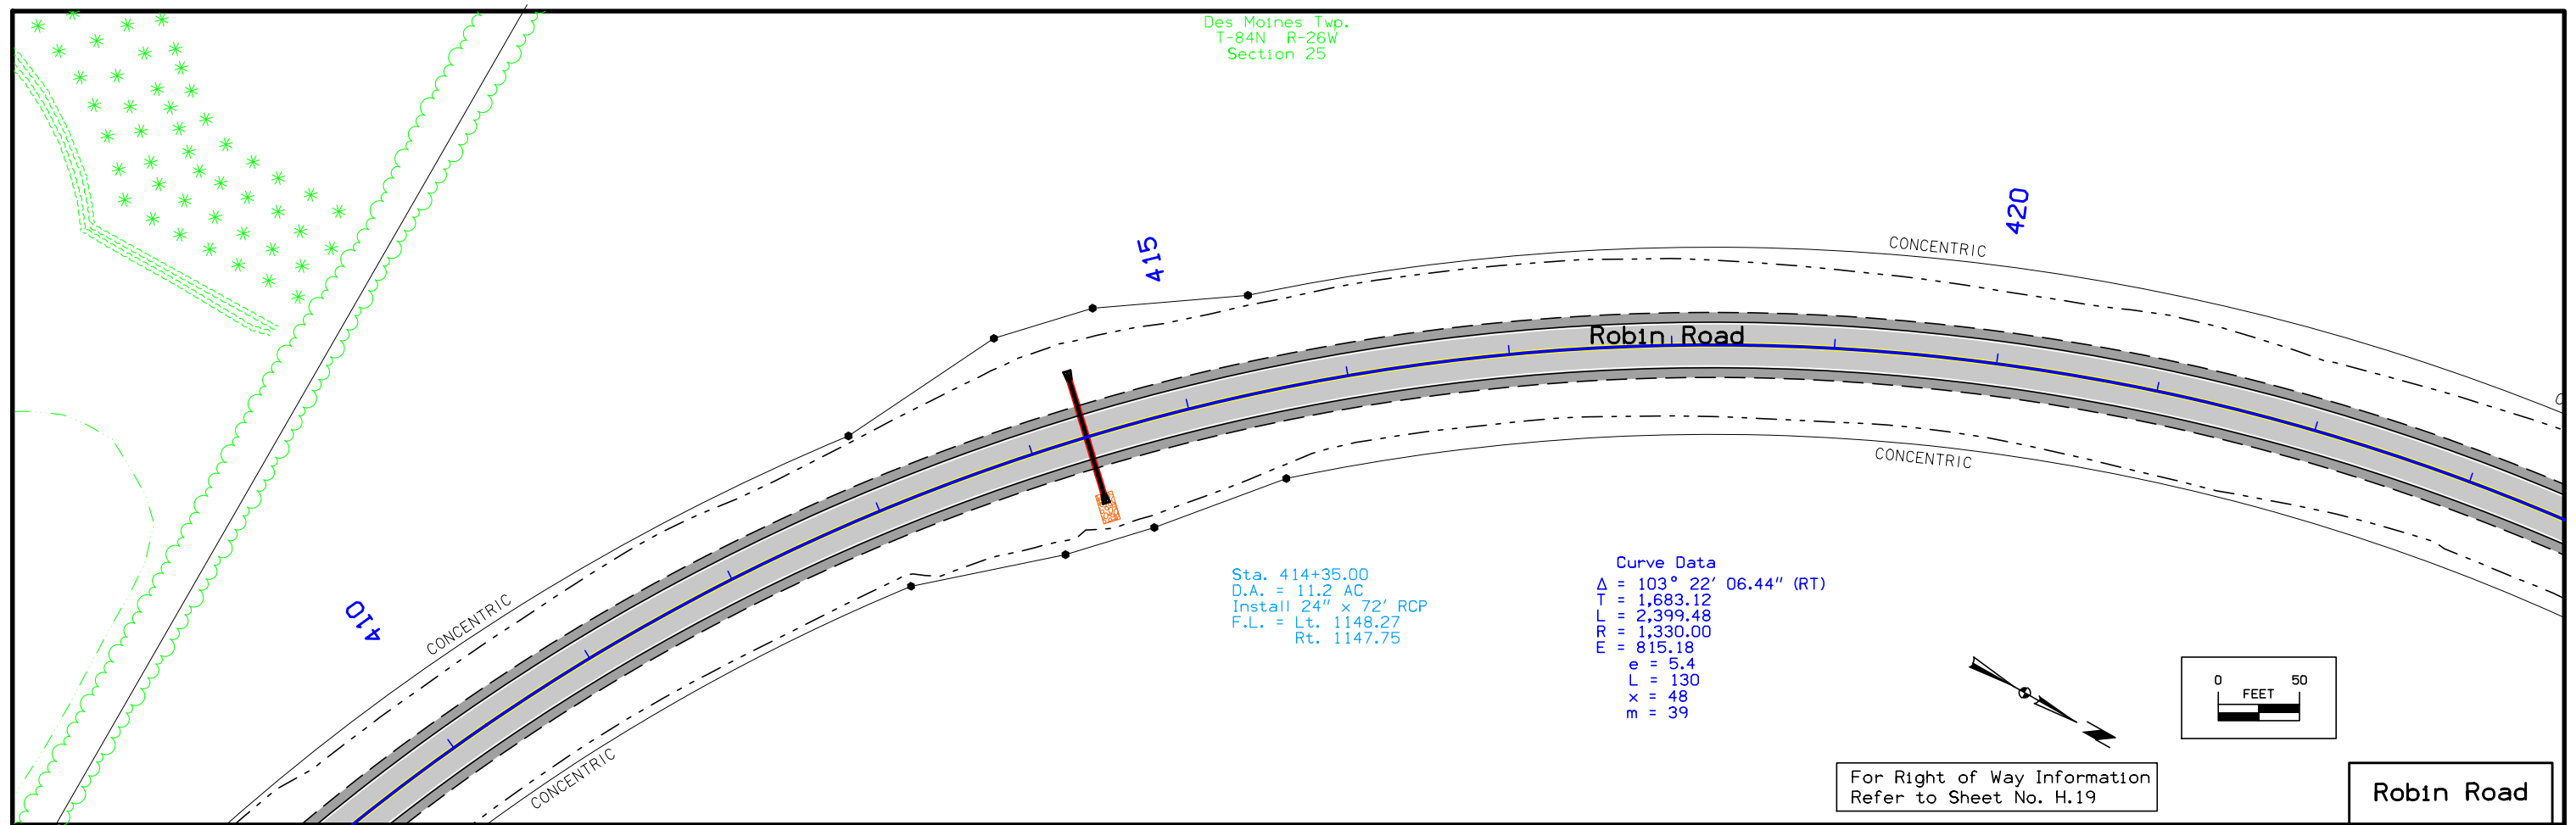 Des Moines Twp.
T-84N R-26W
Section 25
420
415
CONCENTRIC
Robin Road
CONCENTRIC
410
CONCENTRIC
CONCENTRIC
Sta. 414+35.00
D.A. = 11.2 AC
Install 24" x 72' RCP
F.L. = Lt. 1148.27
Rt. 1147.75
Curve Data
Δ = 103° 22' 06.44" (RT)
T = 1,683.12
L = 2,399.48
R = 1,330.00
E = 815.18
e = 5.4
L = 130
x = 48
m = 39
0 50
FEET
For Right of Way Information
Refer to Sheet No. H.19
Robin Road